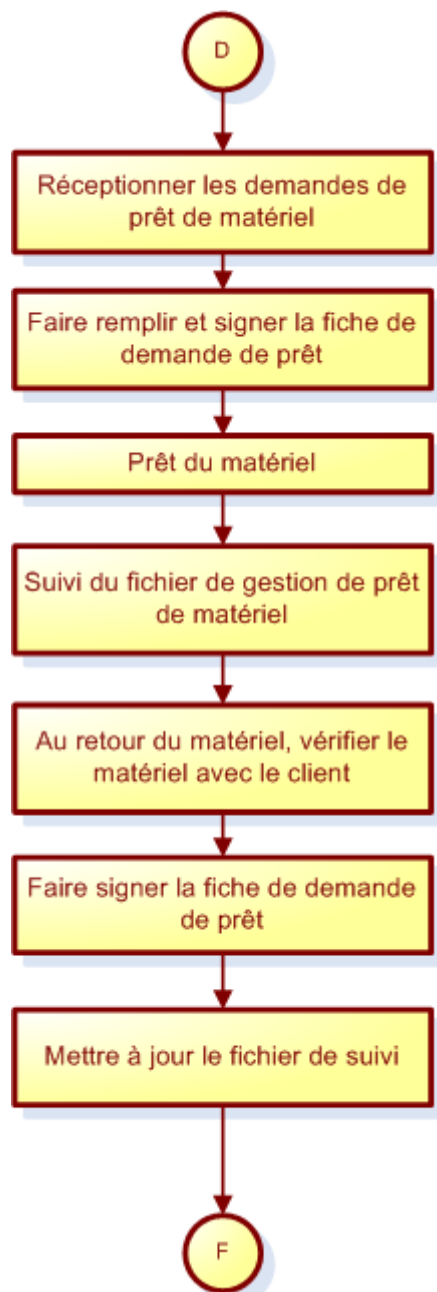 D
Réceptionner les demandes de
prêt de matériel
Faire remplir et signer la fiche de
demande de prêt
Prêt du matériel
Suivi du fichier de gestion de prêt
de matériel
Au retour du matériel, vérifier le
matériel avec le client
Faire signer la fiche de demande
de prêt
Mettre à jour le fichier de suivi
F